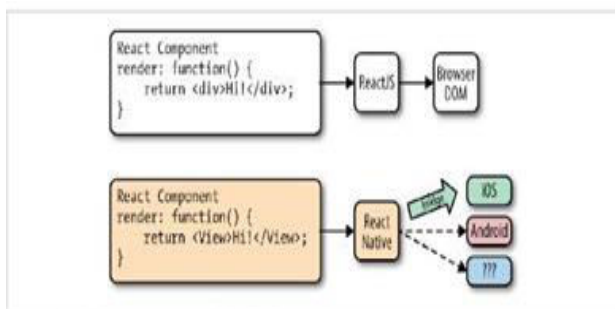 React Component
render: function() {
return <div>Hi!</div>;
}
ReactJS
Browser
DOM
React Component
render: function() {
return <View>Hi!</View>;
}
React
Native
bridge
iOS
Android
???